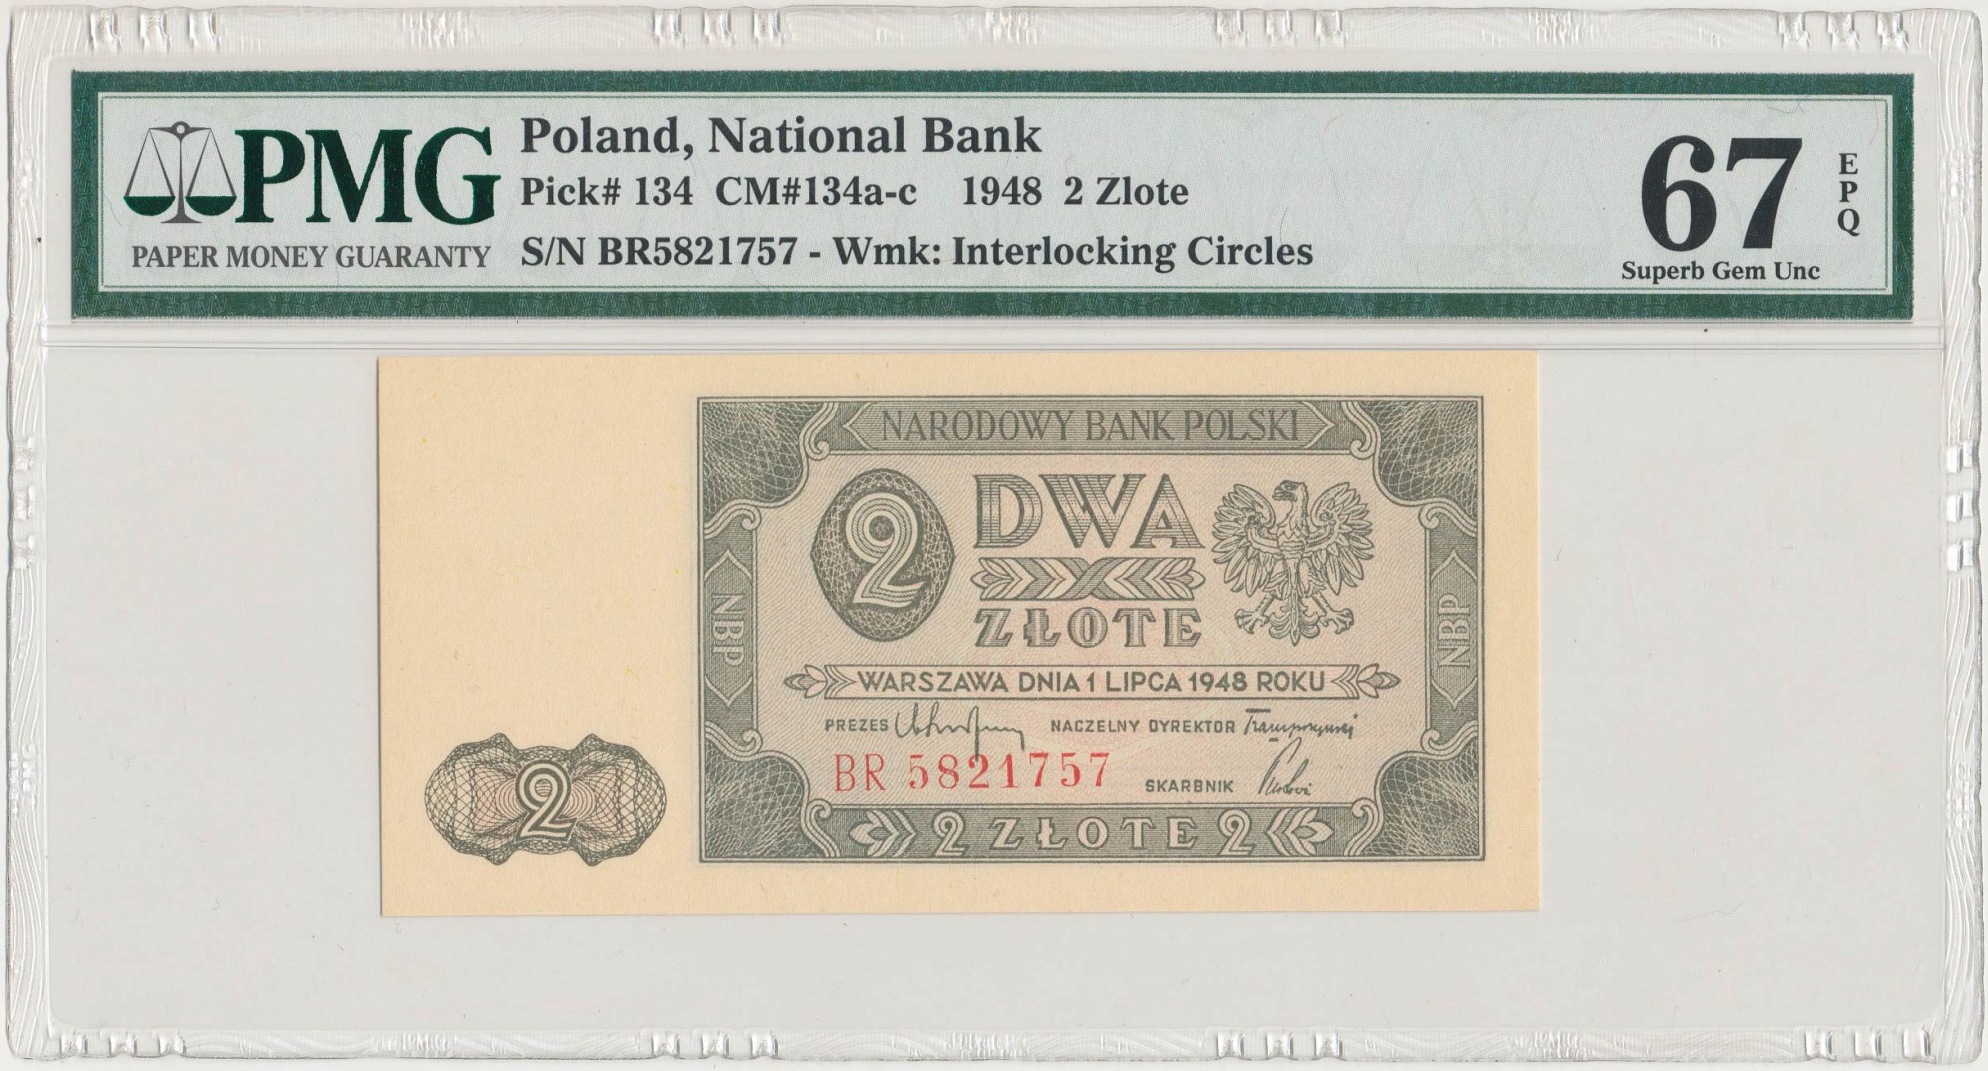 PMG
PAPER MONEY GUARANTY
Poland, National Bank
Pick# 134 CM#134a-c 1948 2 Zlote
S/N BR5821757 - Wmk: Interlocking Circles
67
EPQ
Superb Gem Unc
NARODOWY BANK POLSKI
2
DWA
ZŁOTE
NBP
NBP
WARSZAWA DNIA 1 LIPCA 1948 ROKU
PREZES NACZELNY DYREKTOR
BR 5821757
SKARBNIK
2 ZŁOTE 2
2